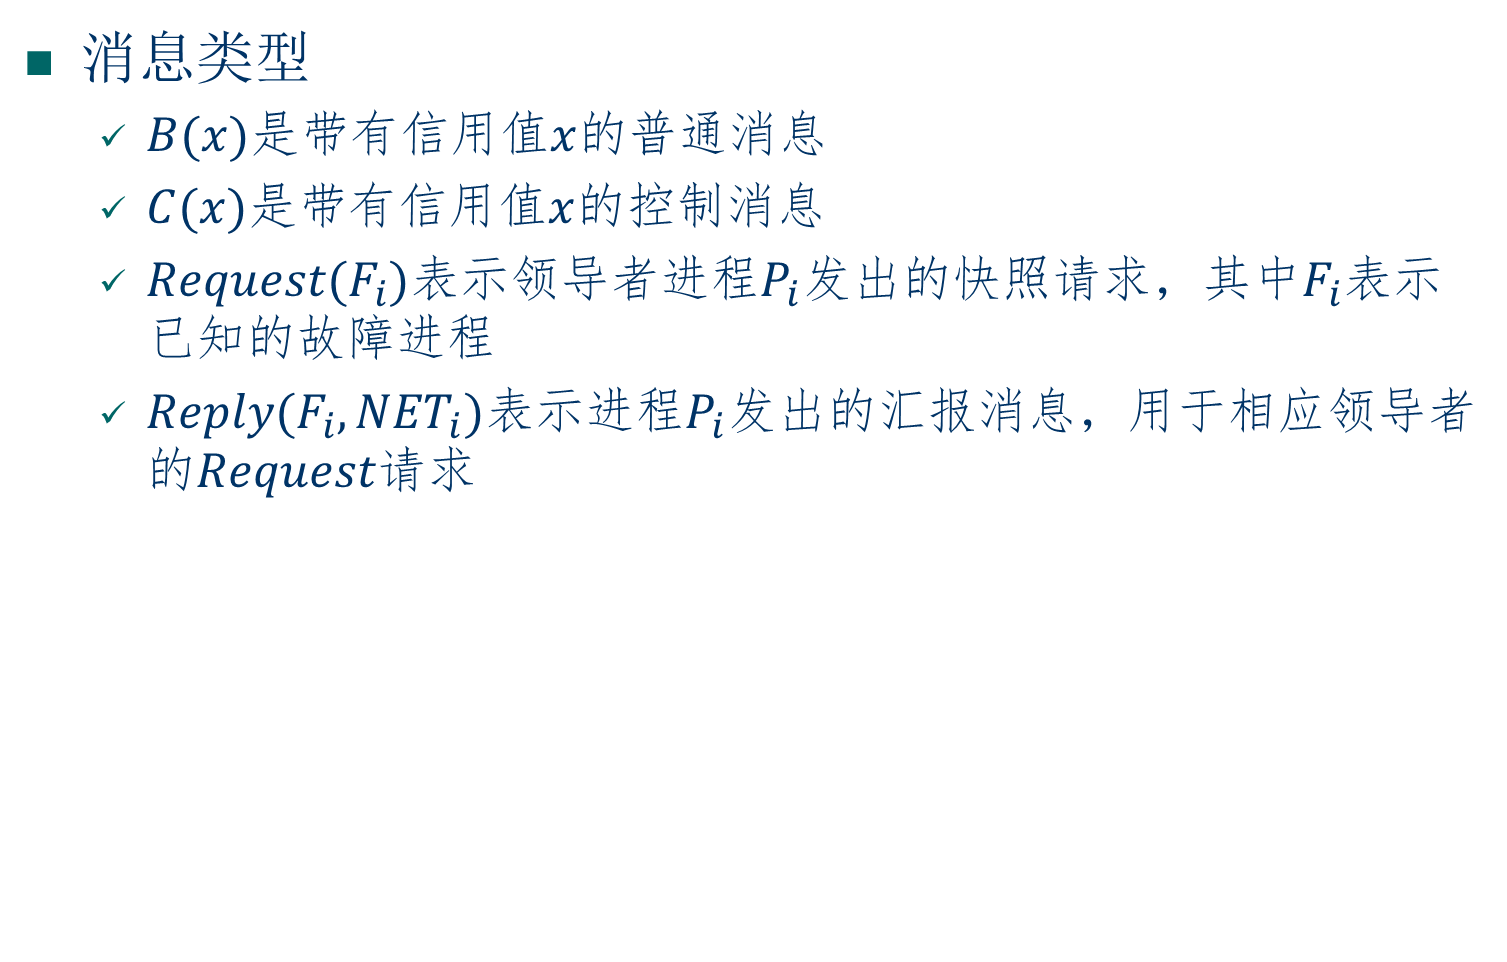 ■ 消息类型
✓ B(x)是带有信用值x的普通消息
✓ C(x)是带有信用值x的控制消息
✓ Request(Fᵢ)表示领导者进程Pᵢ发出的快照请求，其中Fᵢ表示
已知的故障进程
✓ Reply(Fᵢ, NETᵢ)表示进程Pᵢ发出的汇报消息，用于相应领导者
的Request请求